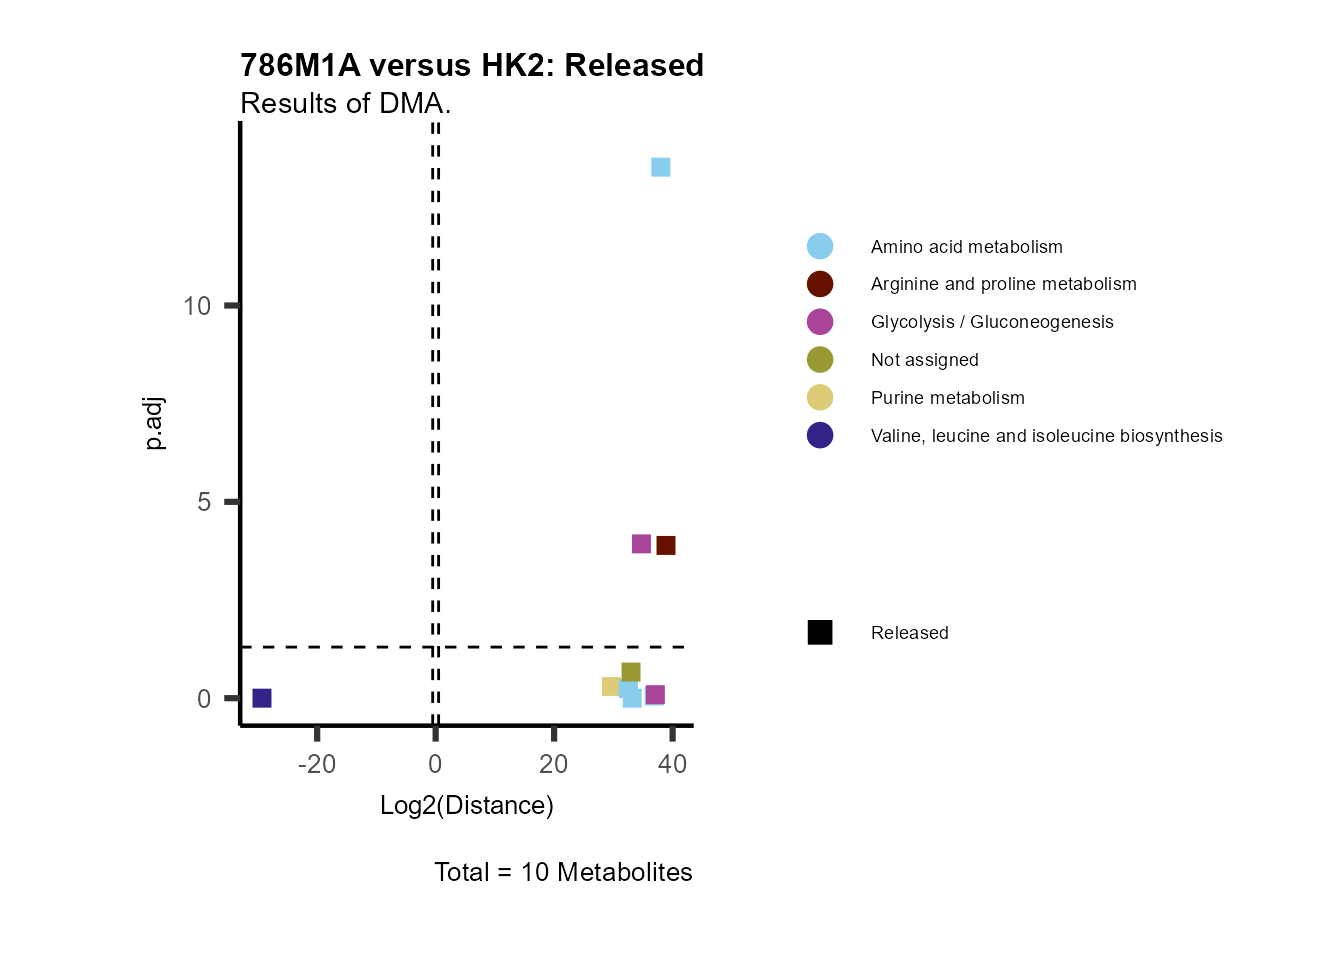 786M1A versus HK2: Released
Results of DMA.
10
5
0
p.adj
-20 0 20 40
Log2(Distance)
Total = 10 Metabolites
Amino acid metabolism
Arginine and proline metabolism
Glycolysis / Gluconeogenesis
Not assigned
Purine metabolism
Valine, leucine and isoleucine biosynthesis
Released